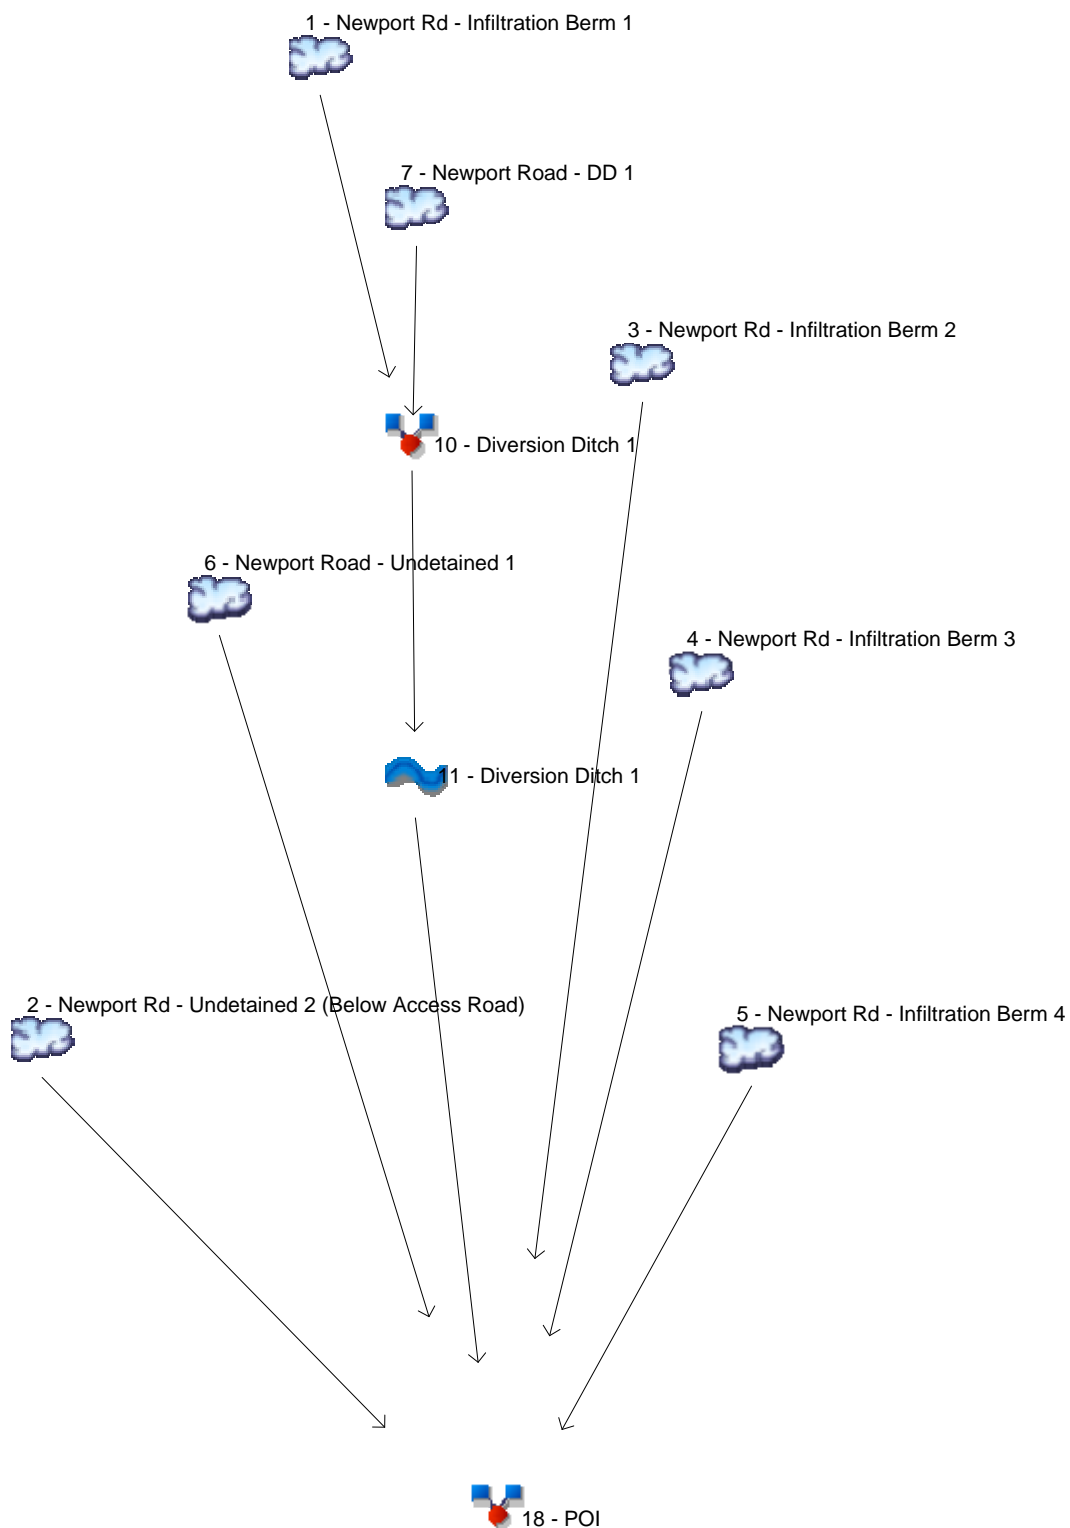 1 - Newport Rd - Infiltration Berm 1
7 - Newport Road - DD 1
3 - Newport Rd - Infiltration Berm 2
10 - Diversion Ditch 1
6 - Newport Road - Undetained 1
4 - Newport Rd - Infiltration Berm 3
11 - Diversion Ditch 1
2 - Newport Rd - Undetained 2 (Below Access Road)
5 - Newport Rd - Infiltration Berm 4
18 - POI